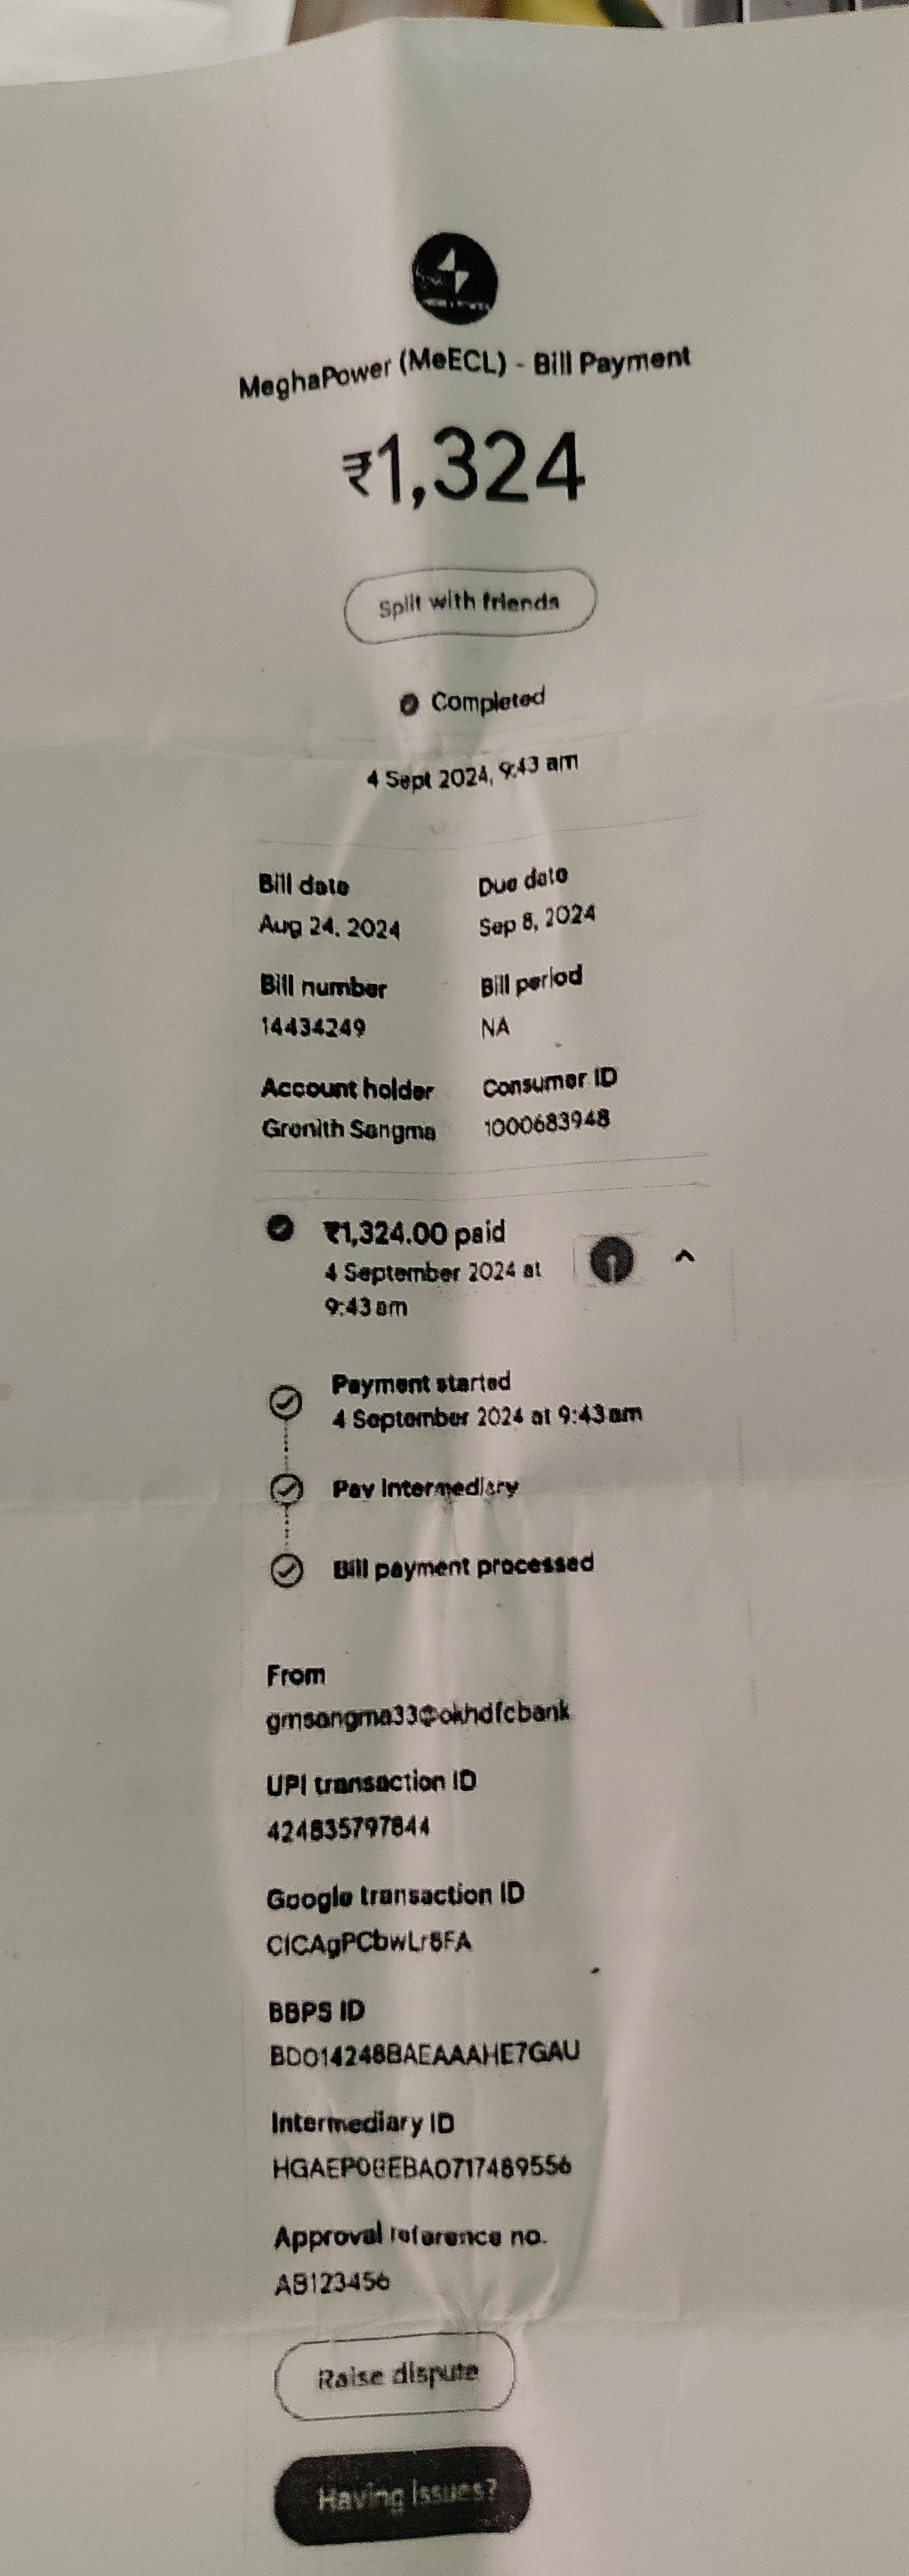 MeghaPower (MeECL) - Bill Payment
₹1,324
Split with friends
Completed
4 Sept 2024, 9:43 am
Bill date Due date
Aug 24, 2024 Sep 8, 2024
Bill number Bill period
14434249 NA
Account holder Consumer ID
Grenith Sangma 1000683948
₹1,324.00 paid
4 September 2024 at
9:43 am
Payment started
4 September 2024 at 9:43 am
Pay Intermediary
Bill payment processed
From
gmsangma33@okhdfcbank
UPI transaction ID
424835797844
Google transaction ID
BBPS ID
BD014248BAEAAAHE7GAU
Intermediary ID
Approval reference no.
AB123456
Raise dispute
Having issues?